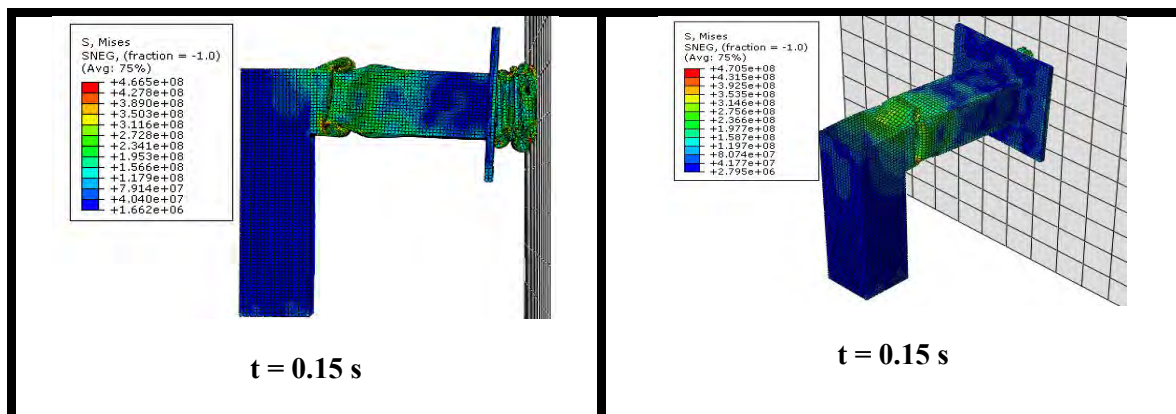 S, Mises
SNEG, (fraction = -1.0)
(Avg: 75%)
+4.665e+08
+4.278e+08
+3.890e+08
+3.503e+08
+3.116e+08
+2.728e+08
+2.341e+08
+1.953e+08
+1.566e+08
+1.179e+08
+7.914e+07
+4.040e+07
+1.662e+06
t = 0.15 s
S, Mises
SNEG, (fraction = -1.0)
(Avg: 75%)
+4.705e+08
+4.315e+08
+3.925e+08
+3.535e+08
+3.146e+08
+2.756e+08
+2.366e+08
+1.977e+08
+1.587e+08
+1.197e+08
+8.074e+07
+4.177e+07
+2.795e+06
t = 0.15 s